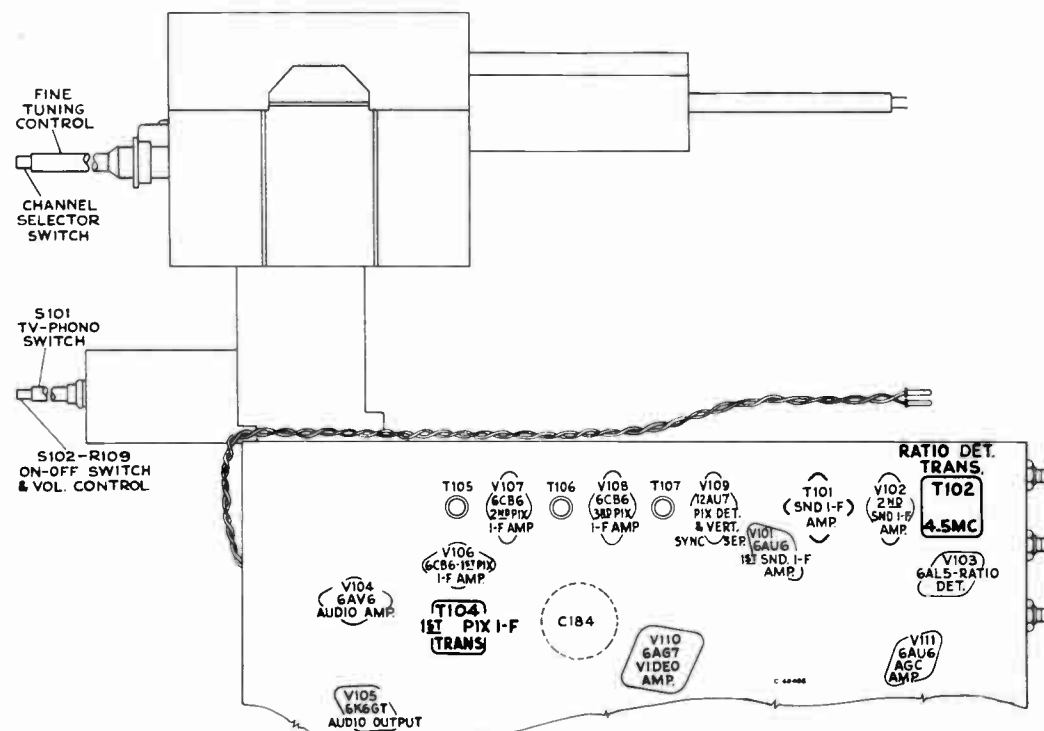 FINE
TUNING
CONTROL
CHANNEL
SELECTOR
SWITCH
S101
TV-PHONO
SWITCH
S102-R109
ON-OFF SWITCH
& VOL. CONTROL
RATIO DET.
TRANS.
T102
4.5MC
T105
V107
6CB6
2ND PIX
I-F AMP
T106
V108
6CB6
3RD PIX
I-F AMP
T107
V109
12AU7
PIX DET.
& VERT.
SYNC SEP.
T101
SND I-F
AMP.
V102
2ND
SND I-F
AMP.
V101
6AU6
1ST SND. I-F
AMP.
V103
6AL5-RATIO
DET.
V106
6CB6-1ST PIX
I-F AMP.
V104
6AV6
AUDIO AMP.
T104
1ST PIX I-F
TRANS
C184
V110
6AG7
VIDEO
AMP.
V111
6AU6
AGC
AMP.
V105
6K6GT
AUDIO OUTPUT